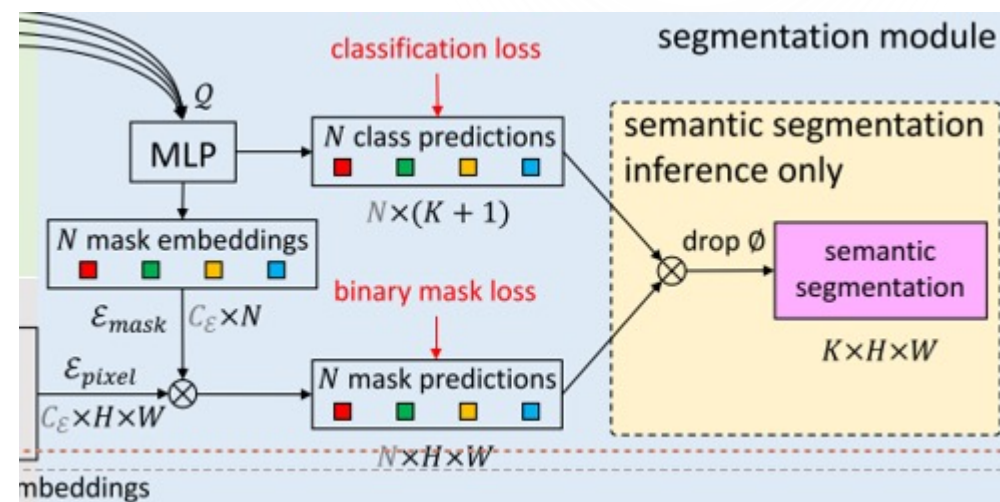 segmentation module
classification loss
Q
MLP
N class predictions
N×(K + 1)
semantic segmentation
inference only
N mask embeddings
drop ∅
semantic
segmentation
K×H×W
ℰmask
Cℰ×N
binary mask loss
ℰpixel
Cℰ×H×W
N mask predictions
N×H×W
mbeddings